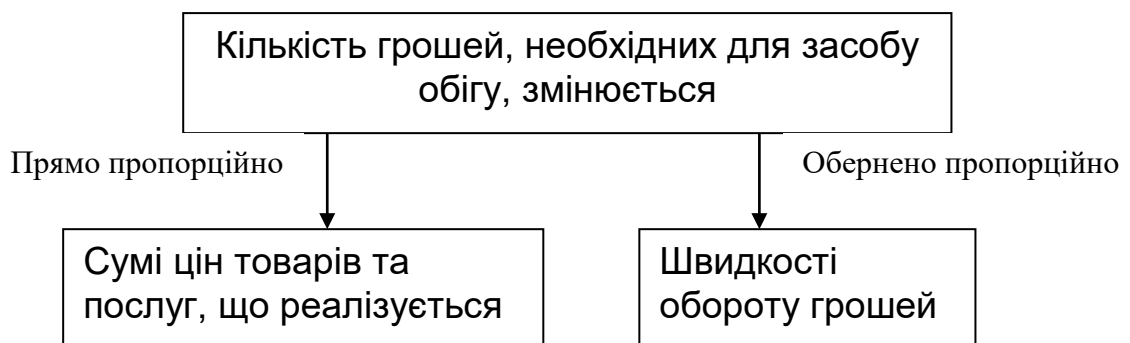 Кількість грошей, необхідних для засобу
обігу, змінюється
Прямо пропорційно
Обернено пропорційно
Сумі цін товарів та
послуг, що реалізується
Швидкості
обороту грошей